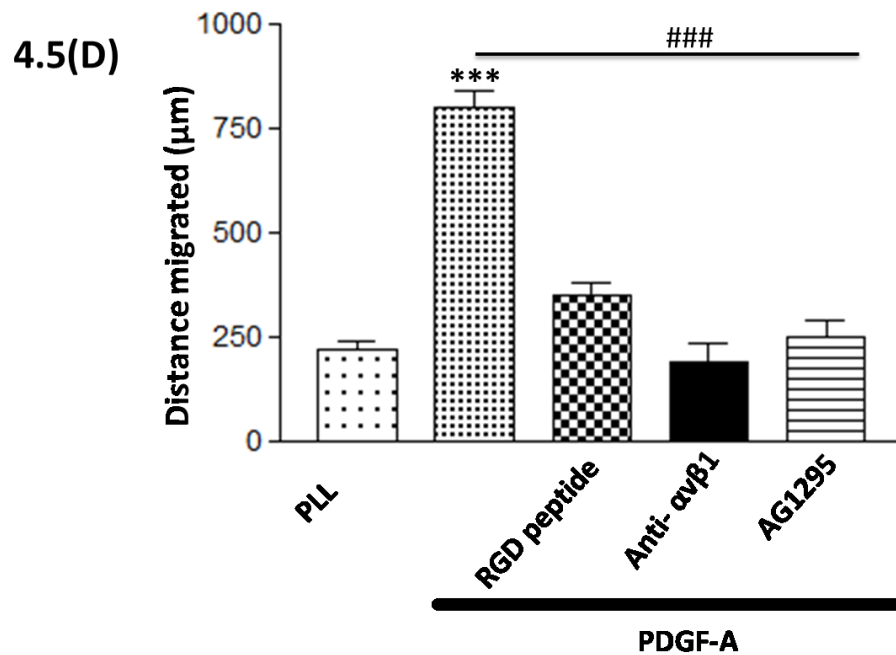 4.5(D)
Distance migrated (μm)
1000
750
500
250
0
###
***
PLL
RGD peptide
Anti- αvβ1
AG1295
PDGF-A